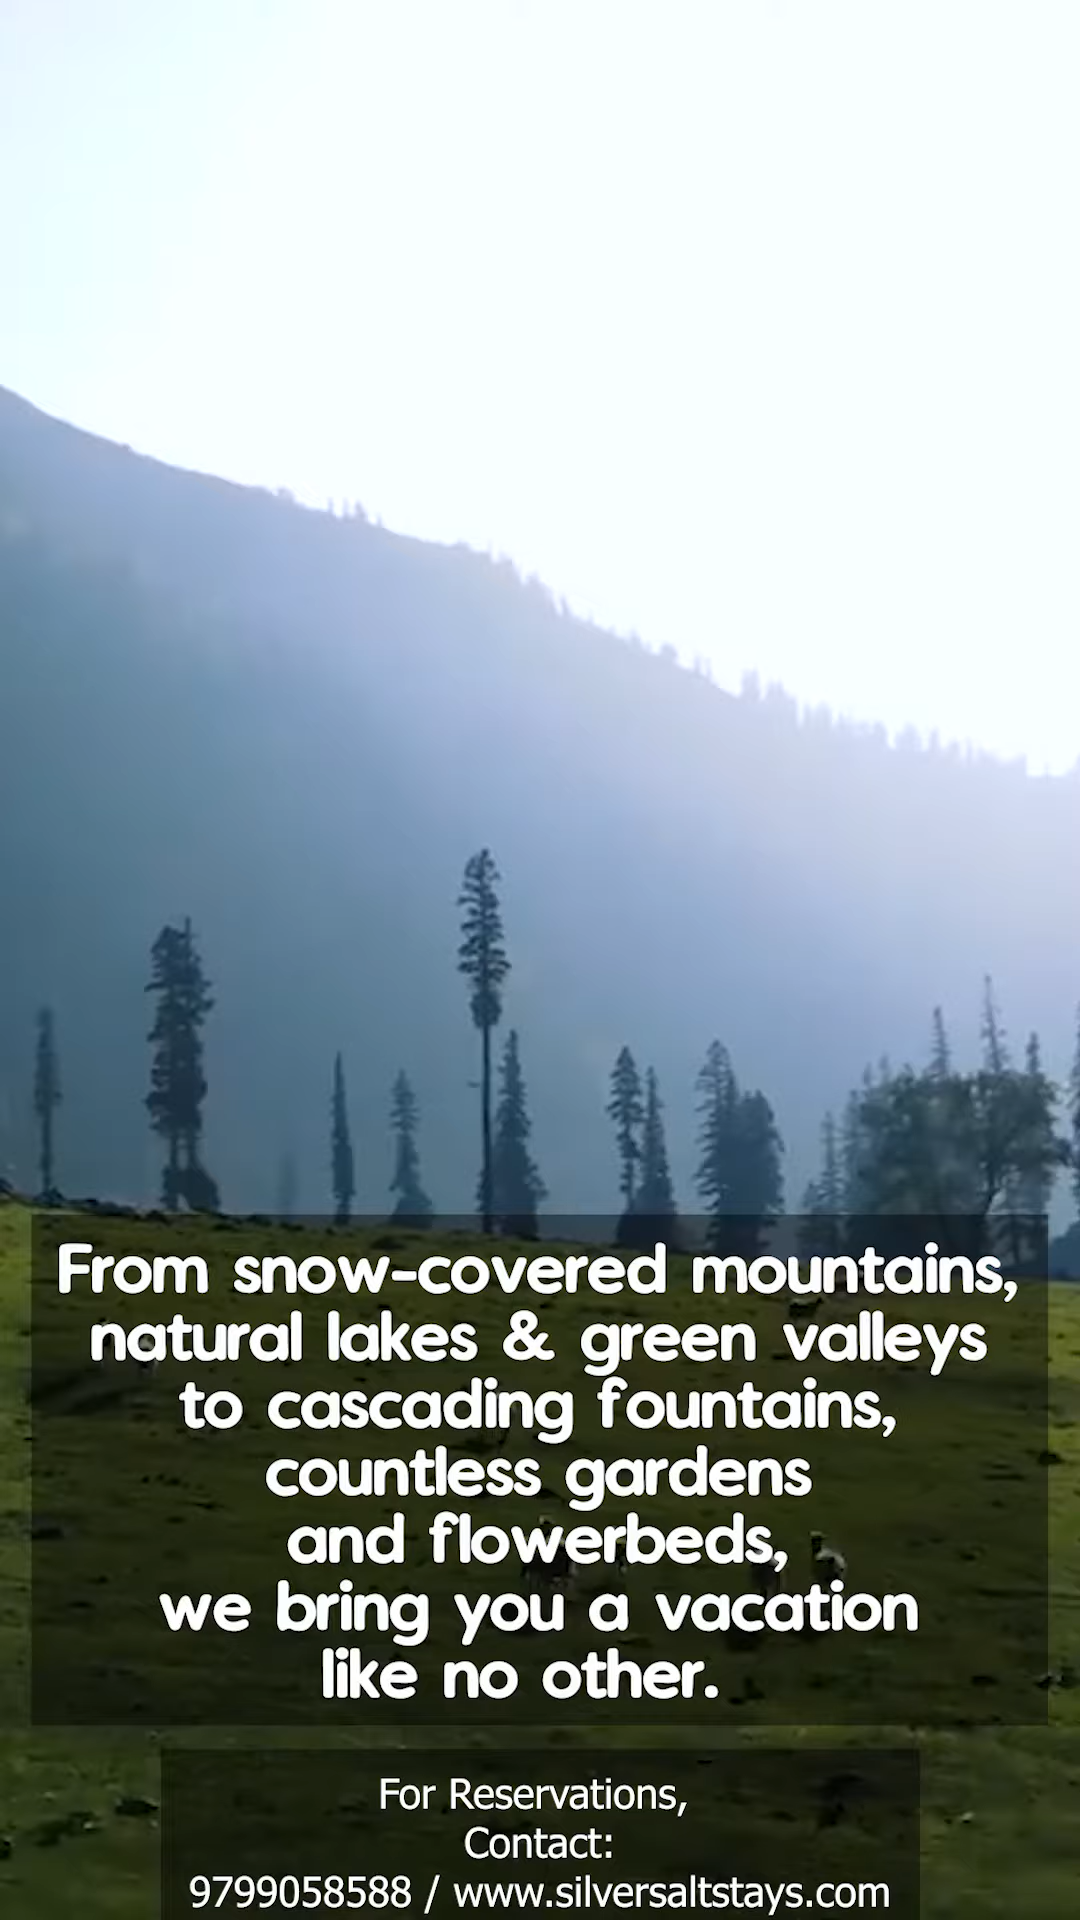 From snow-covered mountains,
natural lakes & green valleys
to cascading fountains,
countless gardens
and flowerbeds,
we bring you a vacation
like no other.
For Reservations,
Contact:
9799058588 / www.silversaltstays.com